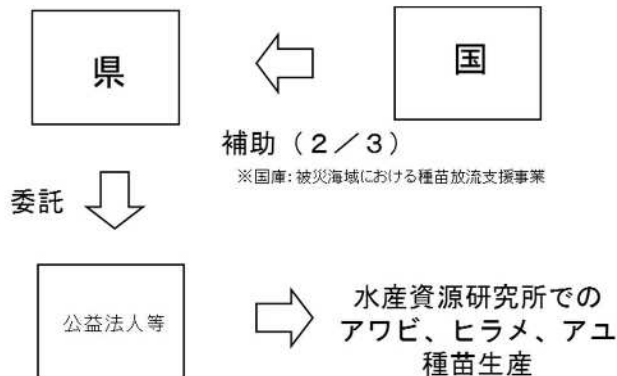 県
国
補助（２／３）
※国庫：被災海域における種苗放流支援事業
委託
公益法人等
水産資源研究所での
アワビ、ヒラメ、アユ
種苗生産